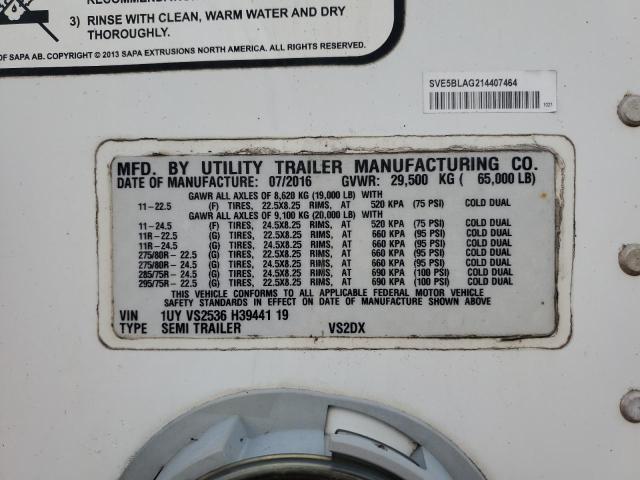 3) RINSE WITH CLEAN, WARM WATER AND DRY
THOROUGHLY.
OF SAPA AB. COPYRIGHT © 2013 SAPA EXTRUSIONS NORTH AMERICA. ALL RIGHTS RESERVED.
SVE5BLAG214407464
1021
MFD. BY UTILITY TRAILER MANUFACTURING CO.
DATE OF MANUFACTURE: 07/2016 GVWR: 29,500 KG ( 65,000 LB)
GAWR ALL AXLES OF 8,620 KG (19,000 LB) WITH
11-22.5 (F) TIRES, 22.5X8.25 RIMS, AT 520 KPA (75 PSI) COLD DUAL
GAWR ALL AXLES OF 9,100 KG (20,000 LB) WITH
11-24.5 (F) TIRES, 24.5X8.25 RIMS, AT 520 KPA (75 PSI) COLD DUAL
11R-22.5 (G) TIRES, 22.5X8.25 RIMS, AT 660 KPA (95 PSI) COLD DUAL
11R-24.5 (G) TIRES, 24.5X8.25 RIMS, AT 660 KPA (95 PSI) COLD DUAL
275/80R-22.5 (G) TIRES, 22.5X8.25 RIMS, AT 660 KPA (95 PSI) COLD DUAL
275/80R-24.5 (G) TIRES, 24.5X8.25 RIMS, AT 660 KPA (95 PSI) COLD DUAL
285/75R-24.5 (G) TIRES, 24.5X8.25 RIMS, AT 690 KPA (100 PSI) COLD DUAL
295/75R-22.5 (G) TIRES, 22.5X8.25 RIMS, AT 690 KPA (100 PSI) COLD DUAL
THIS VEHICLE CONFORMS TO ALL APPLICABLE FEDERAL MOTOR VEHICLE
SAFETY STANDARDS IN EFFECT ON DATE OF MANUFACTURE SHOWN ABOVE
VIN 1UY VS2536 H39441 19
TYPE SEMI TRAILER VS2DX